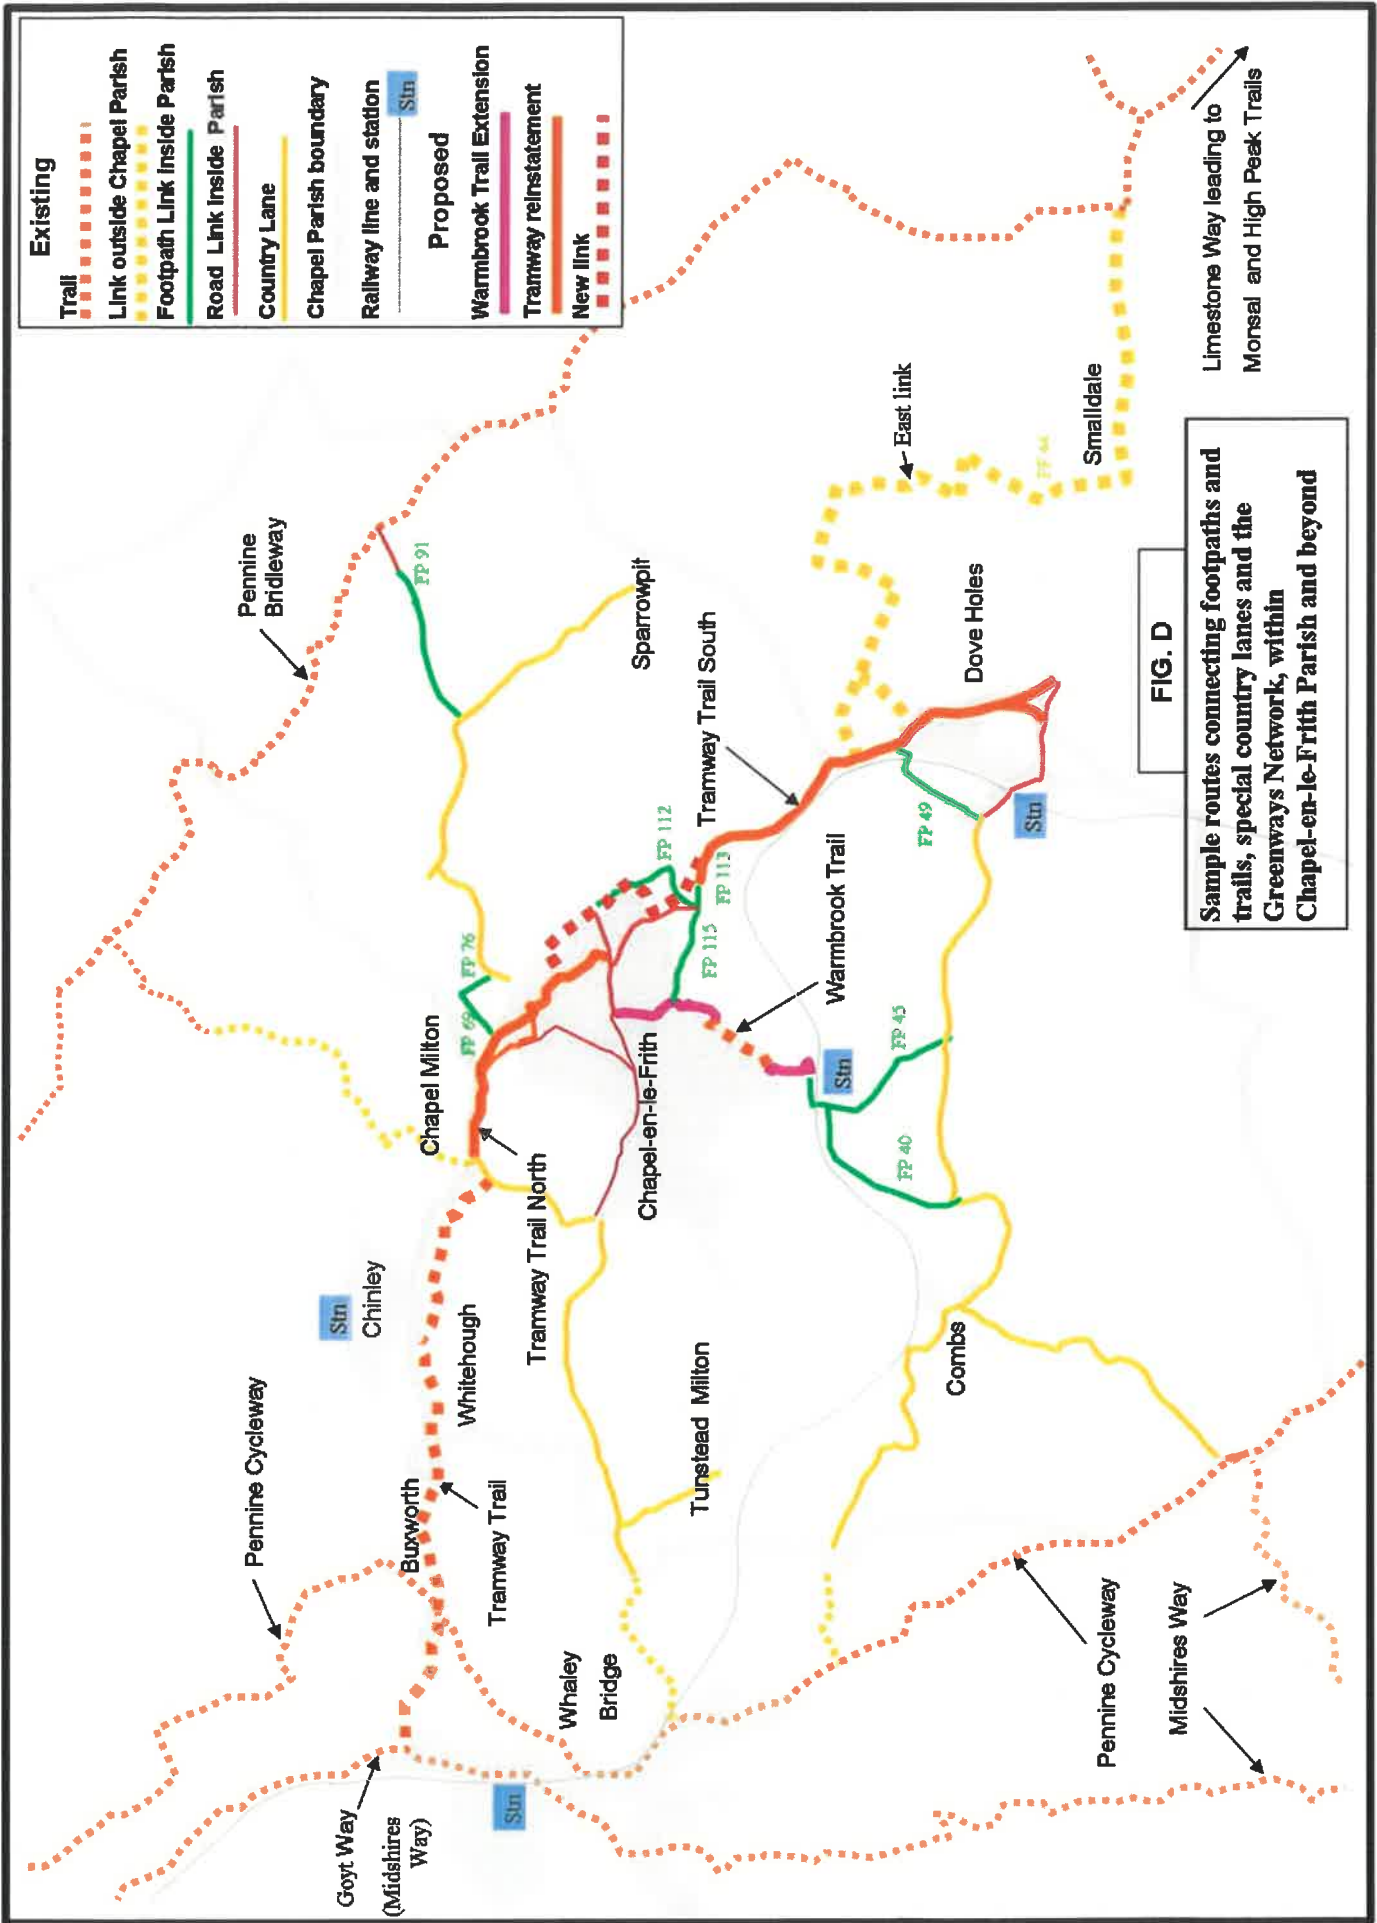 Existing
Trail
Link outside Chapel Parish
Footpath Link Inside Parish
Road Link Inside Parish
Country Lane
Chapel Parish boundary
Railway line and station
Stn
Proposed
Warmbrook Trail Extension
Tramway reinstatement
New link
Pennine
Bridleway
Pennine Cycleway
Goyt Way
(Midshires
Way)
Stn
Chinley
Chapel Milton
FP 69
FP 76
FP 91
Buxworth
Whitehough
Tramway Trail
Tramway Trail North
Sparrowpit
Stn
Whaley
Bridge
Tunstead Milton
Chapel-en-le-Frith
FP 112
FP 113
FP 115
Tramway Trail South
Warmbrook Trail
Stn
FP 40
FP 45
FP 49
East link
Dove Holes
Stn
Combs
FP 44
Smalldale
Pennine Cycleway
Midshires Way
Limestone Way leading to
Monsal and High Peak Trails
FIG. D
Sample routes connecting footpaths and
trails, special country lanes and the
Greenways Network, within
Chapel-en-le-Frith Parish and beyond